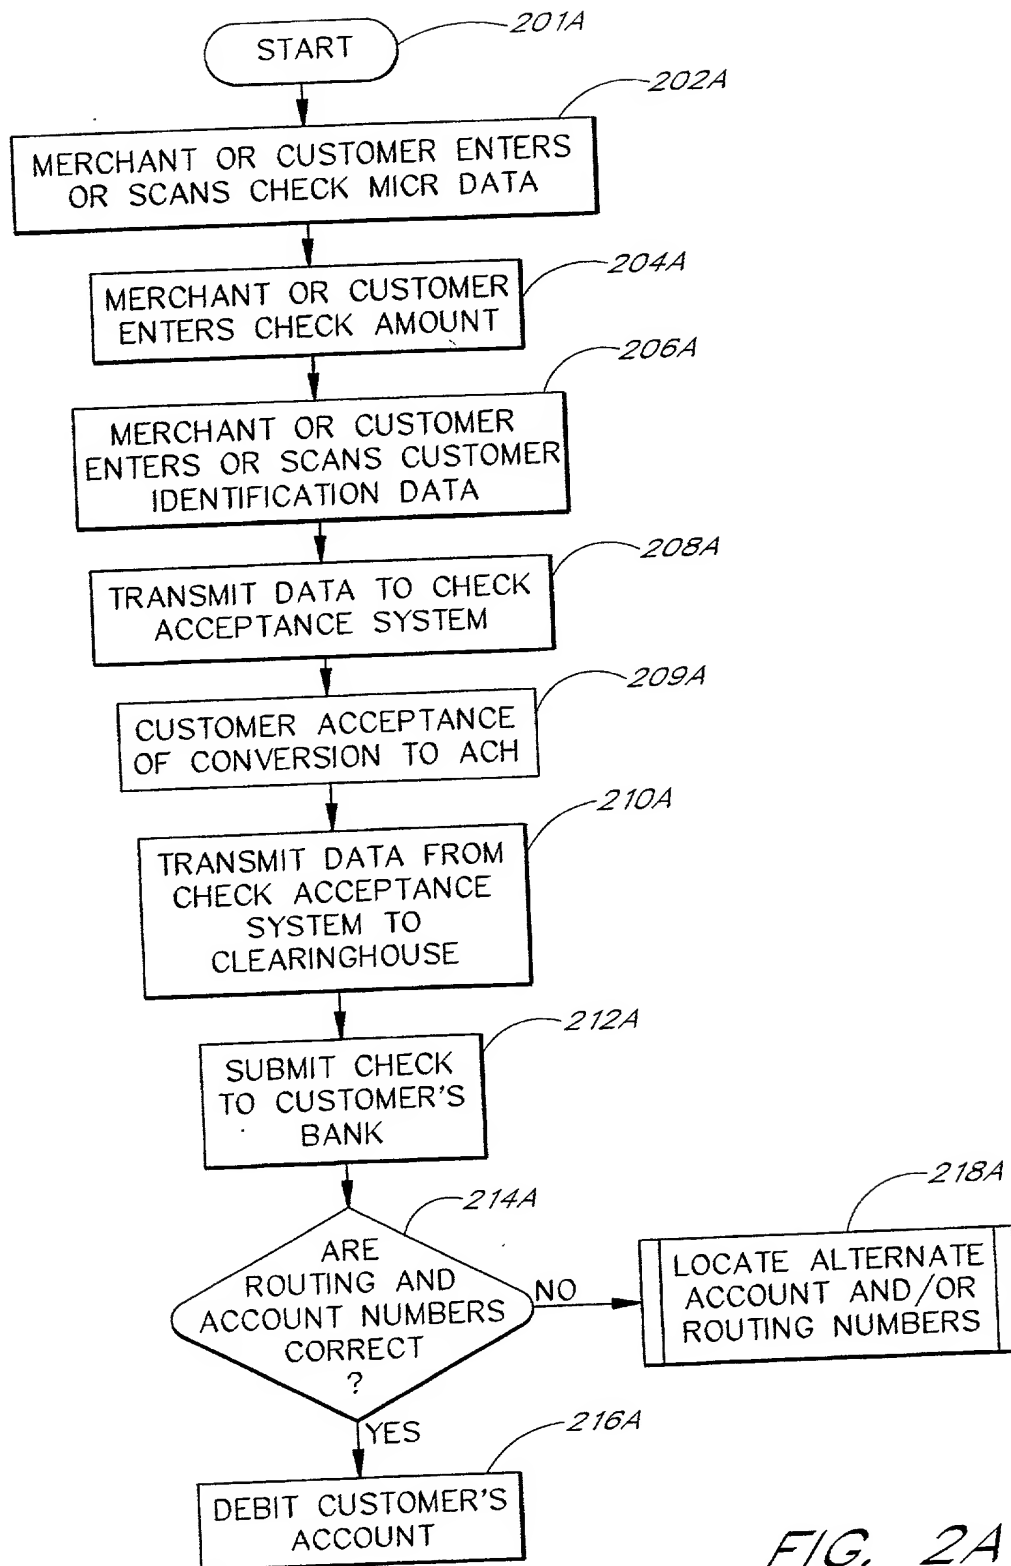 START
201A
202A
MERCHANT OR CUSTOMER ENTERS
OR SCANS CHECK MICR DATA
204A
MERCHANT OR CUSTOMER
ENTERS CHECK AMOUNT
206A
MERCHANT OR CUSTOMER
ENTERS OR SCANS CUSTOMER
IDENTIFICATION DATA
208A
TRANSMIT DATA TO CHECK
ACCEPTANCE SYSTEM
209A
CUSTOMER ACCEPTANCE
OF CONVERSION TO ACH
210A
TRANSMIT DATA FROM
CHECK ACCEPTANCE
SYSTEM TO
CLEARINGHOUSE
212A
SUBMIT CHECK
TO CUSTOMER'S
BANK
214A
ARE
ROUTING AND
ACCOUNT NUMBERS
CORRECT
?
NO
218A
LOCATE ALTERNATE
ACCOUNT AND/OR
ROUTING NUMBERS
YES
216A
DEBIT CUSTOMER'S
ACCOUNT
FIG. 2A